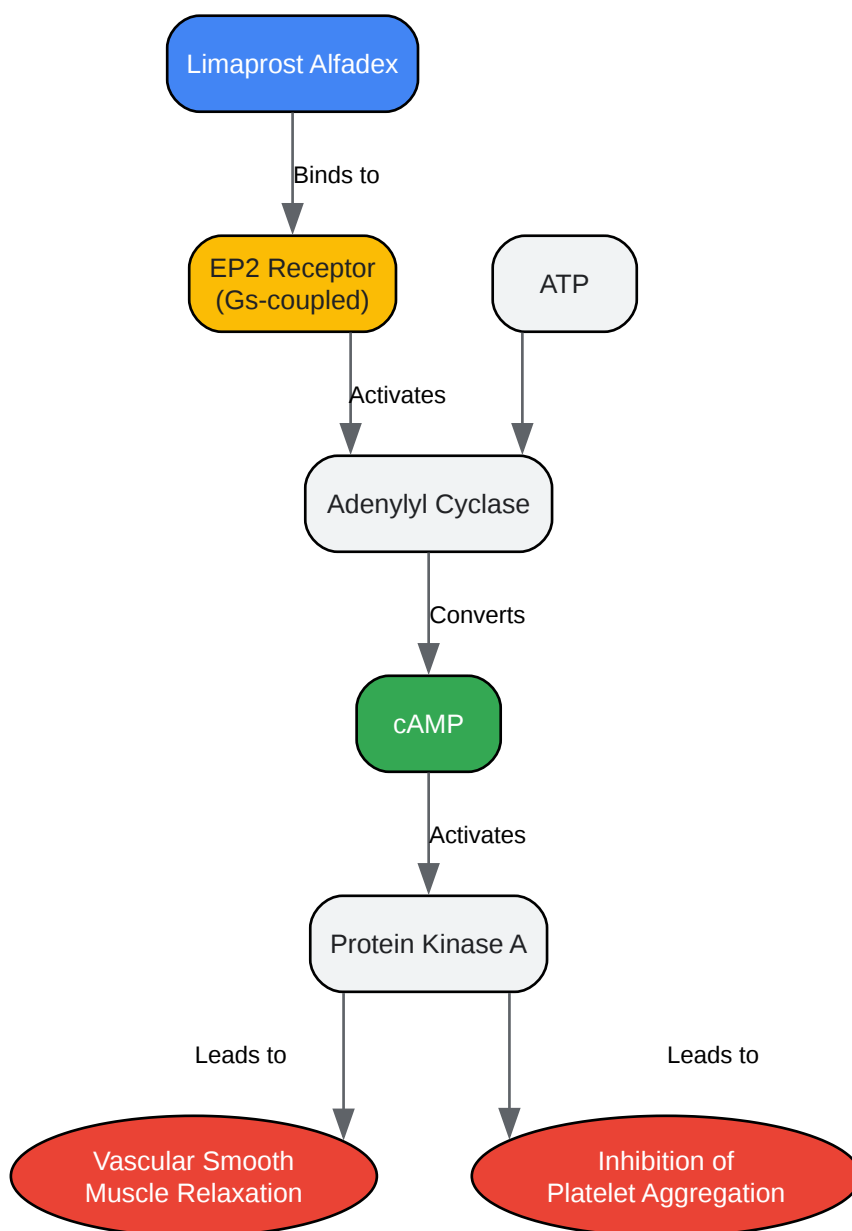 Limaprost Alfadex
Binds to
EP2 Receptor
(Gs-coupled)
ATP
Activates
Adenylyl Cyclase
Converts
cAMP
Activates
Protein Kinase A
Leads to
Leads to
Vascular Smooth
Muscle Relaxation
Inhibition of
Platelet Aggregation